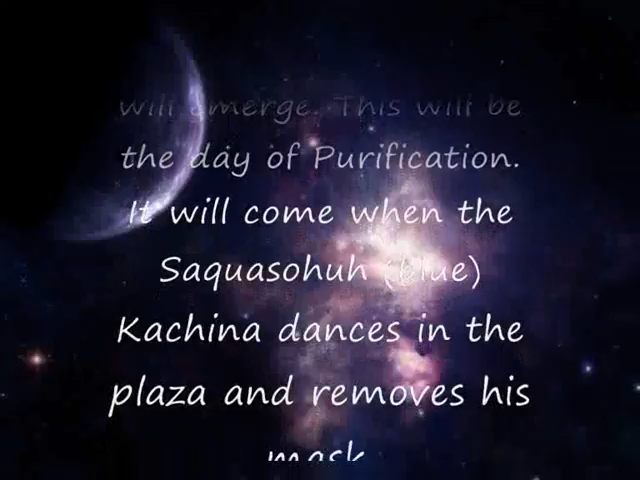 will emerge. This will be
the day of Purification.
It will come when the
Saquasohuh (blue)
Kachina dances in the
plaza and removes his
mask